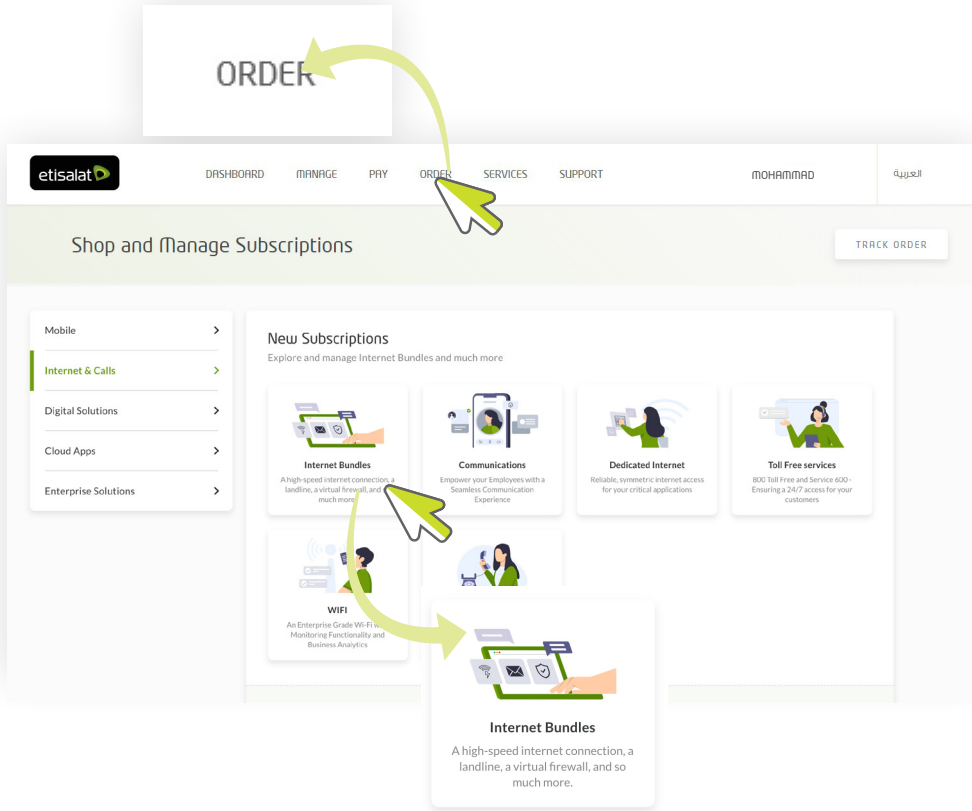 ORDER
etisalat
DASHBOARD
MANAGE
PAY
ORDER
SERVICES
SUPPORT
MOHAMMAD
العربية
Shop and Manage Subscriptions
TRACK ORDER
Mobile
Internet & Calls
Digital Solutions
Cloud Apps
Enterprise Solutions
New Subscriptions
Explore and manage Internet Bundles and much more
Internet Bundles
A high-speed internet connection, a
landline, a virtual firewall, and
much more
Communications
Empower your Employees with a
Seamless Communication
Experience
Dedicated Internet
Reliable, symmetric internet access
for your critical applications
Toll Free services
800 Toll Free and Service 600 -
Ensuring a 24/7 access for your
customers
WIFI
An Enterprise Grade Wi-Fi
Monitoring Functionality and
Business Analytics
Internet Bundles
A high-speed internet connection, a
landline, a virtual firewall, and so
much more.